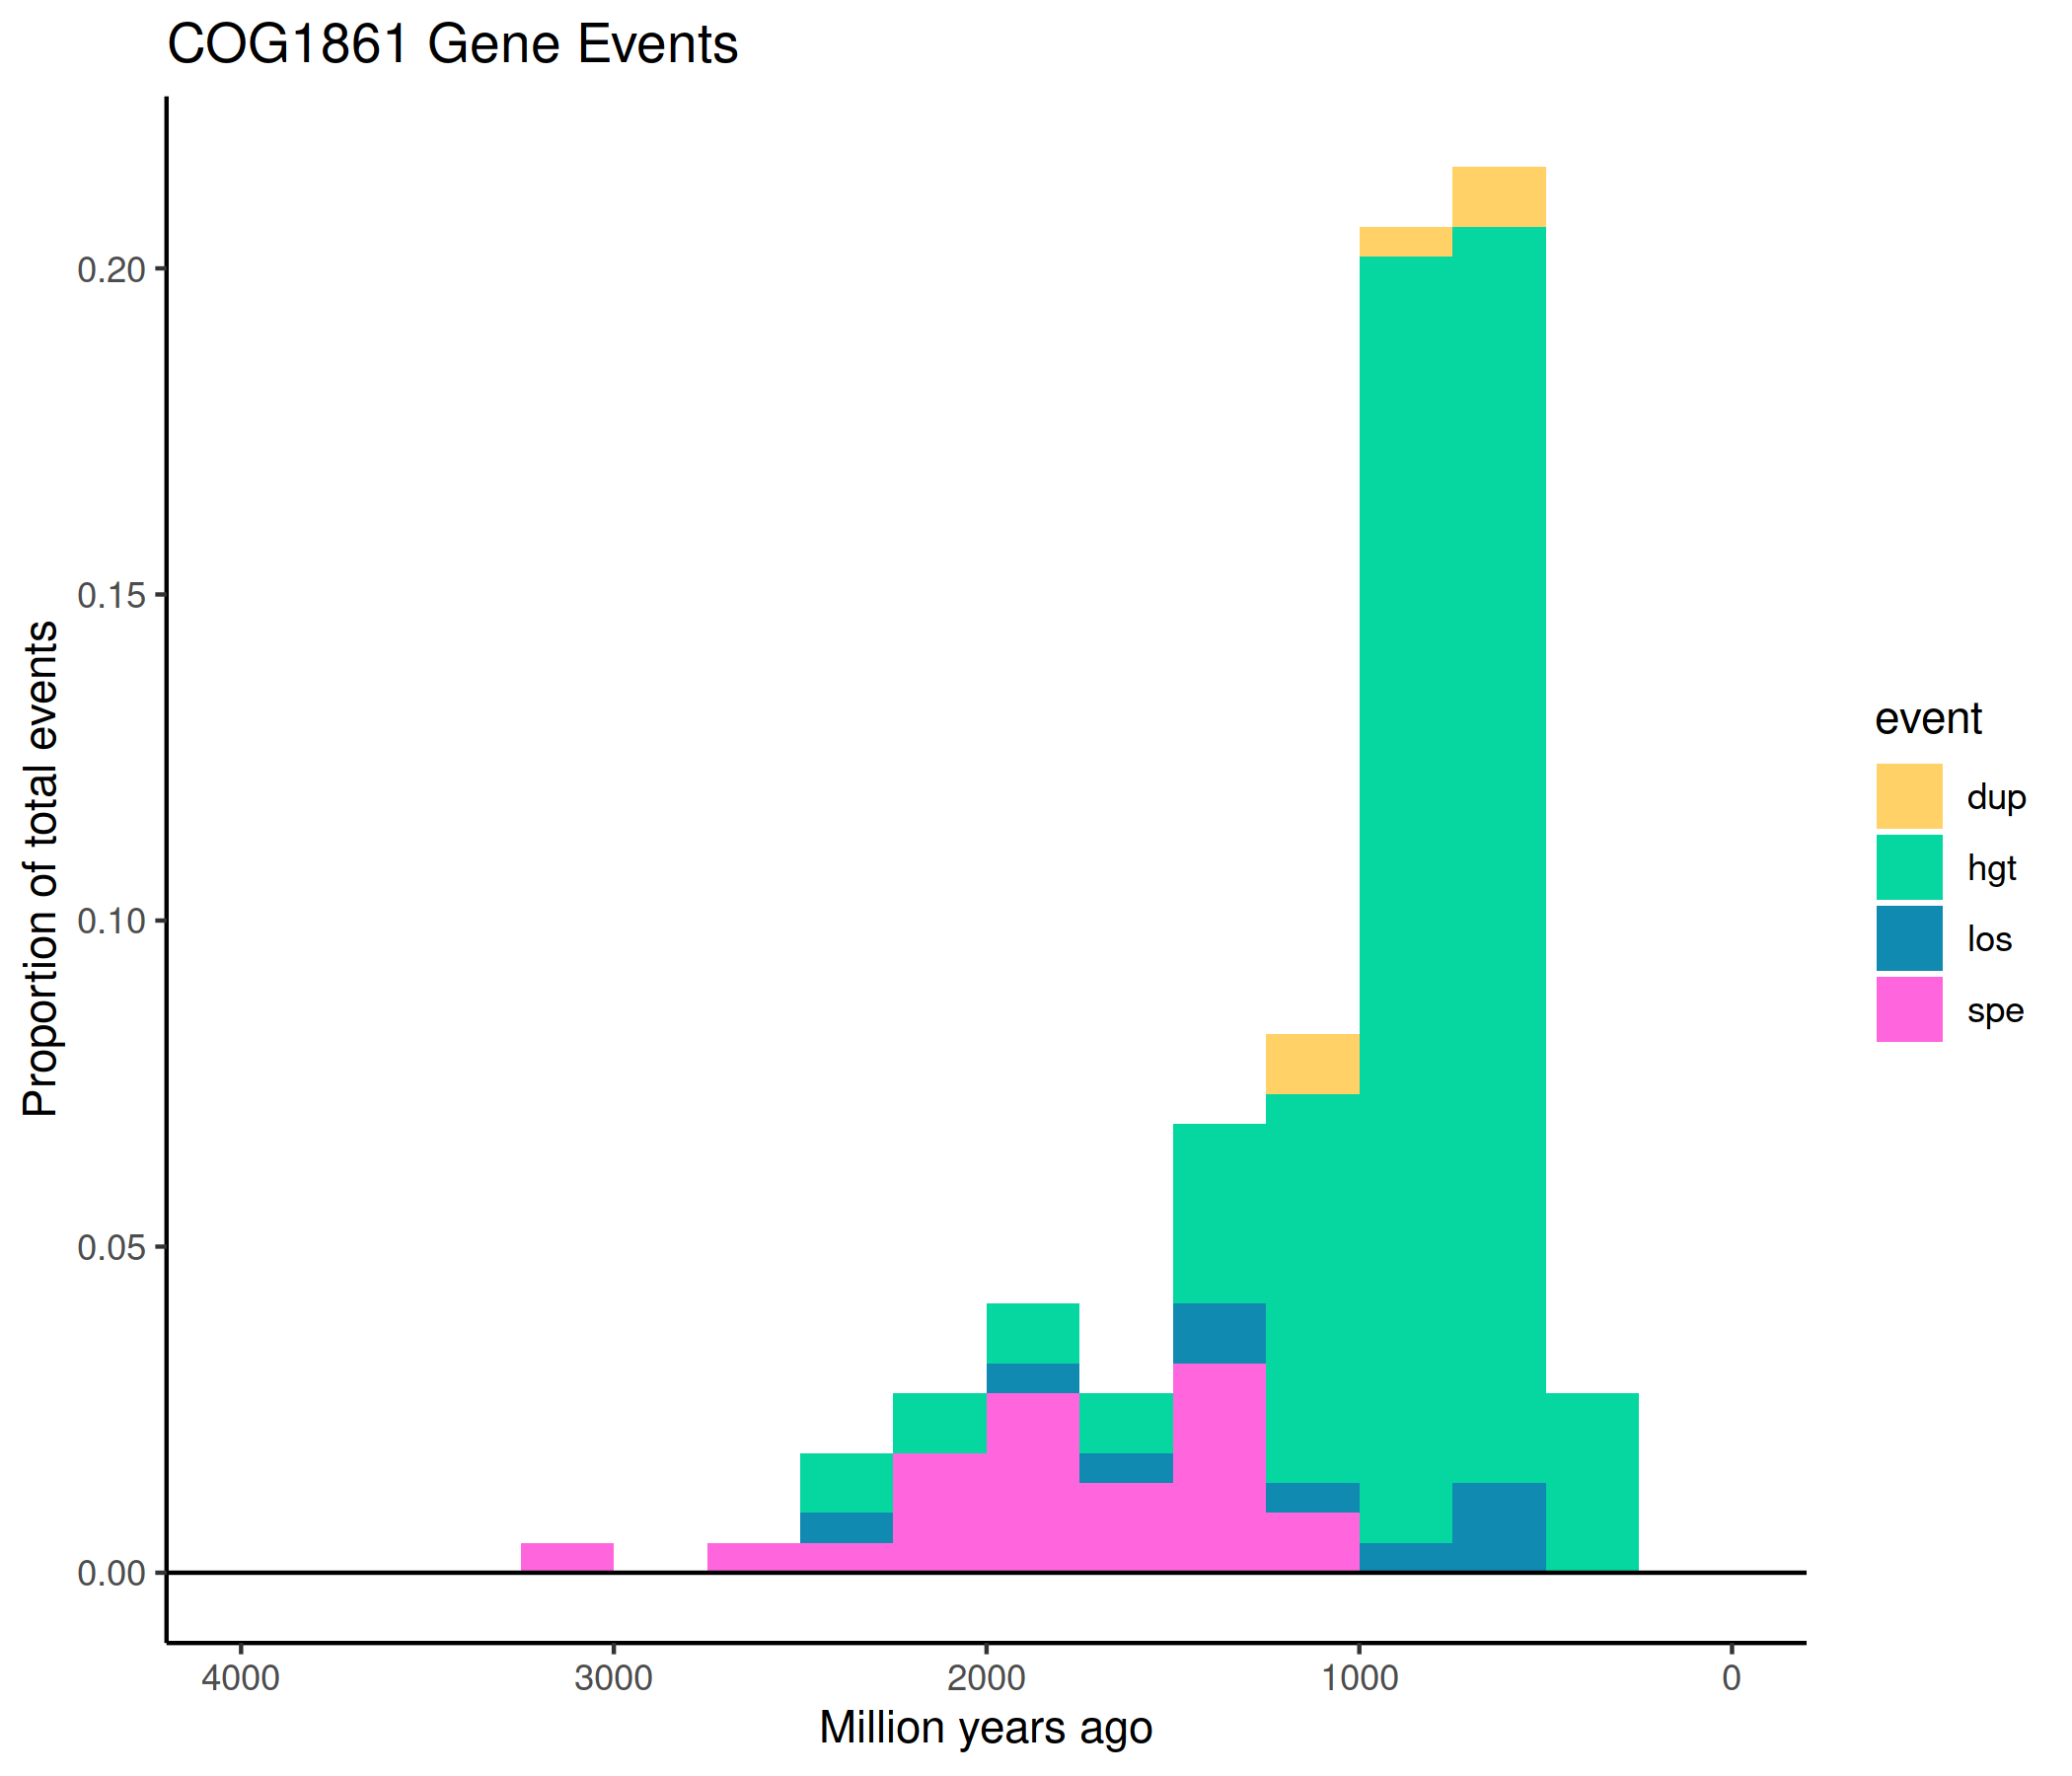 COG1861 Gene Events
Proportion of total events
0.20
0.15
0.10
0.05
0.00
4000 3000 2000 1000 0
Million years ago
event
dup
hgt
los
spe